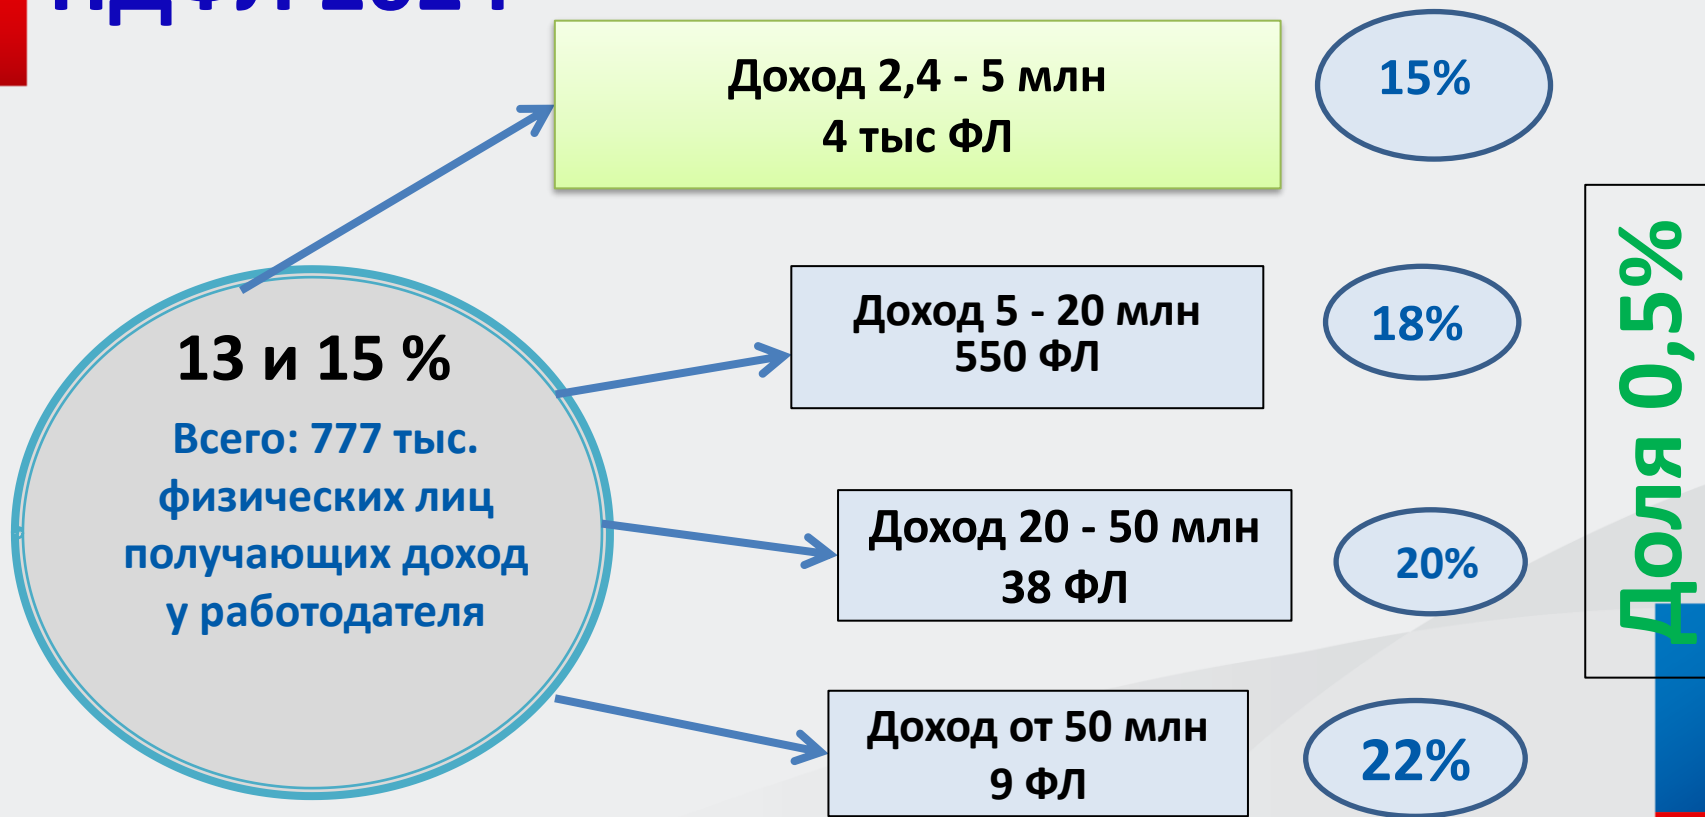 Доход 2,4 - 5 млн
4 тыс ФЛ
15%
13 и 15 %
Всего: 777 тыс.
физических лиц
получающих доход
у работодателя
Доход 5 - 20 млн
550 ФЛ
18%
Доход 20 - 50 млн
38 ФЛ
20%
Доход от 50 млн
9 ФЛ
22%
Доля 0,5%